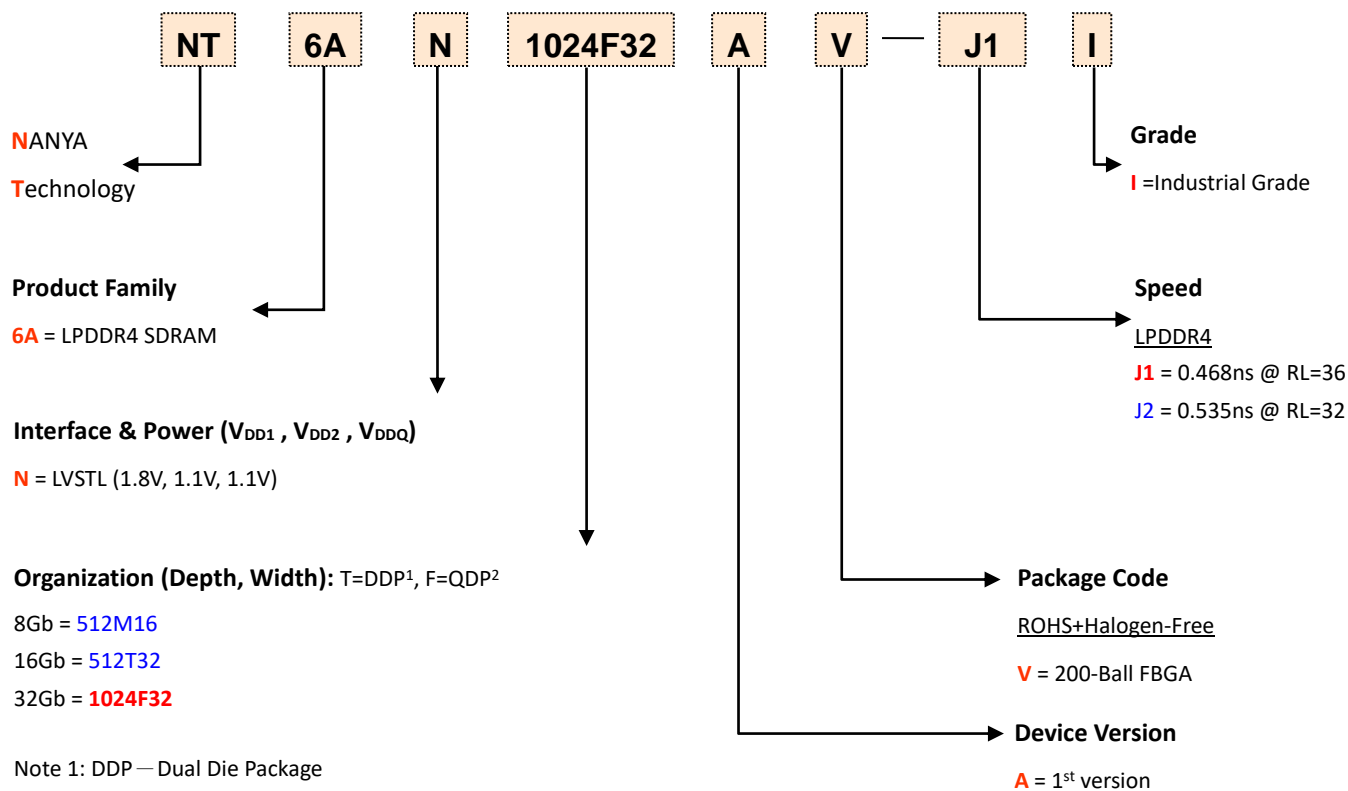 NT 6A N 1024F32 A V — J1 I
NANYA
Technology
Grade
I =Industrial Grade
Product Family
6A = LPDDR4 SDRAM
Speed
LPDDR4
J1 = 0.468ns @ RL=36
J2 = 0.535ns @ RL=32
Interface & Power (VDD1 , VDD2 , VDDQ)
N = LVSTL (1.8V, 1.1V, 1.1V)
Organization (Depth, Width): T=DDP1, F=QDP2
8Gb = 512M16
16Gb = 512T32
32Gb = 1024F32
Note 1: DDP — Dual Die Package
Package Code
ROHS+Halogen-Free
V = 200-Ball FBGA
Device Version
A = 1st version